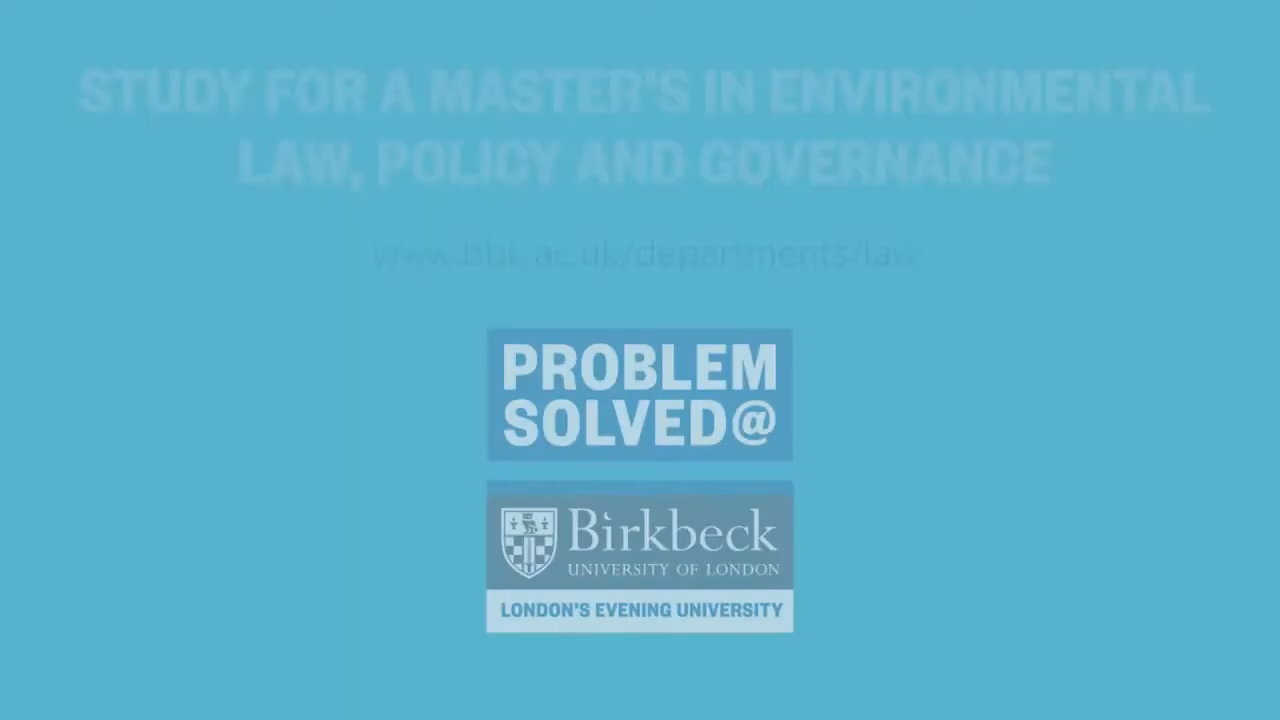 STUDY FOR A MASTER'S IN ENVIRONMENTAL
LAW, POLICY AND GOVERNANCE
www.bbk.ac.uk/departments/law
PROBLEM
SOLVED@
Birkbeck
UNIVERSITY OF LONDON
LONDON'S EVENING UNIVERSITY